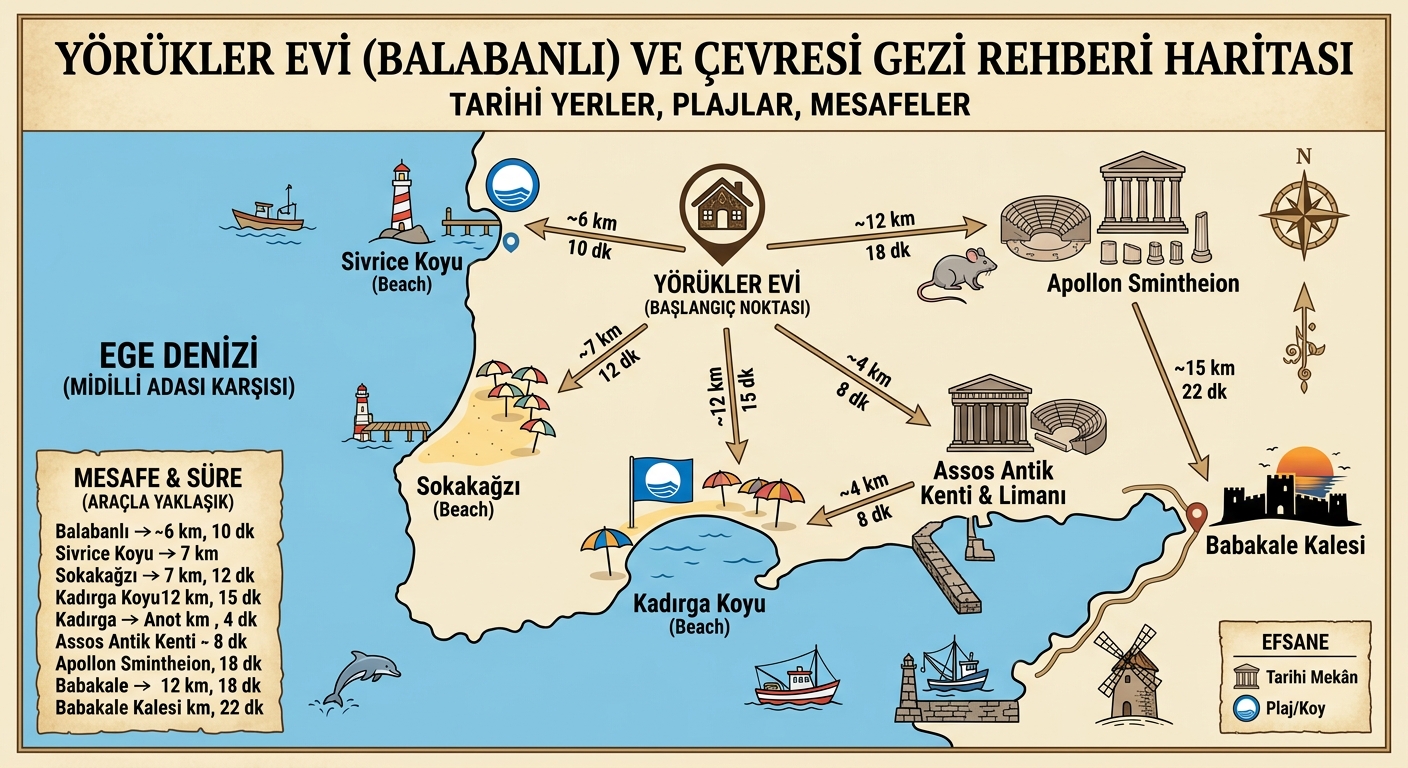 YÖRÜKLER EVİ (BALABANLI) VE ÇEVRESİ GEZİ REHBERİ HARİTASI
TARİHİ YERLER, PLAJLAR, MESAFELER
N
~6 km
10 dk
~12 km
18 dk
Sivrice Koyu
(Beach)
YÖRÜKLER EVİ
(BAŞLANGIÇ NOKTASI)
Apollon Smintheion
EGE DENİZİ
(MİDİLLİ ADASI KARŞISI)
~7 km
12 dk
~12 km
15 dk
~4 km
8 dk
~15 km
22 dk
Sokakağzı
(Beach)
Assos Antik
Kenti & Limanı
~4 km
8 dk
Babakale Kalesi
Kadırga Koyu
(Beach)
MESAFE & SÜRE
(ARAÇLA YAKLAŞIK)
Balabanlı → ~6 km, 10 dk
Sivrice Koyu → 7 km
Sokakağzı → 7 km, 12 dk
Kadırga Koyu12 km, 15 dk
Kadırga → Anot km , 4 dk
Assos Antik Kenti ~ 8 dk
Apollon Smintheion, 18 dk
Babakale → 12 km, 18 dk
Babakale Kalesi km, 22 dk
EFSANE
Tarihi Mekân
Plaj/Koy